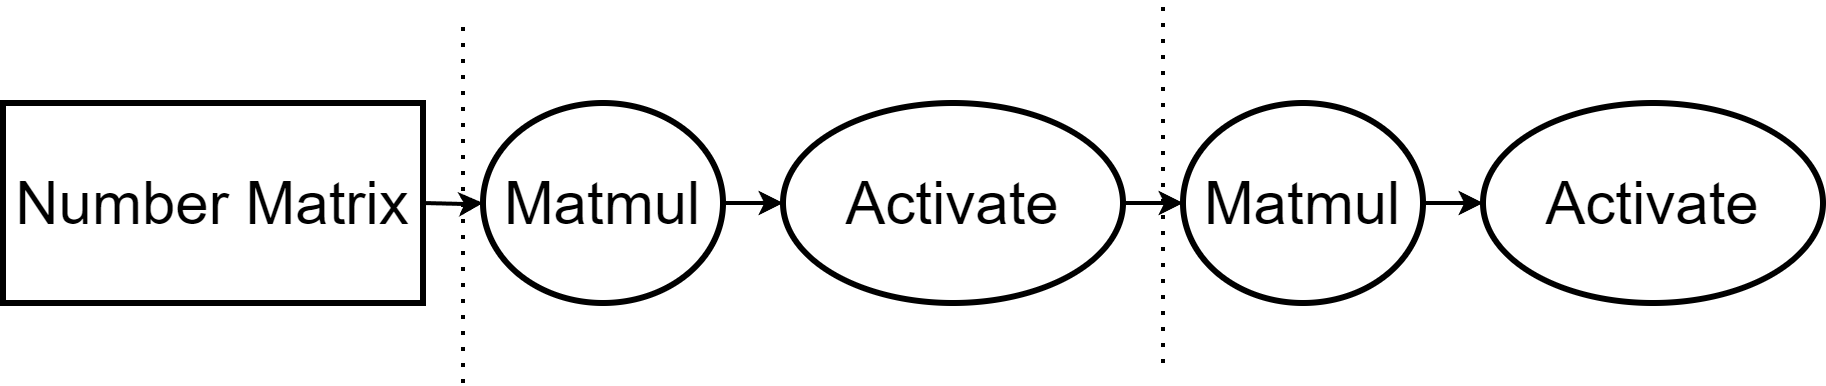 Number Matrix
Matmul
Activate
Matmul
Activate